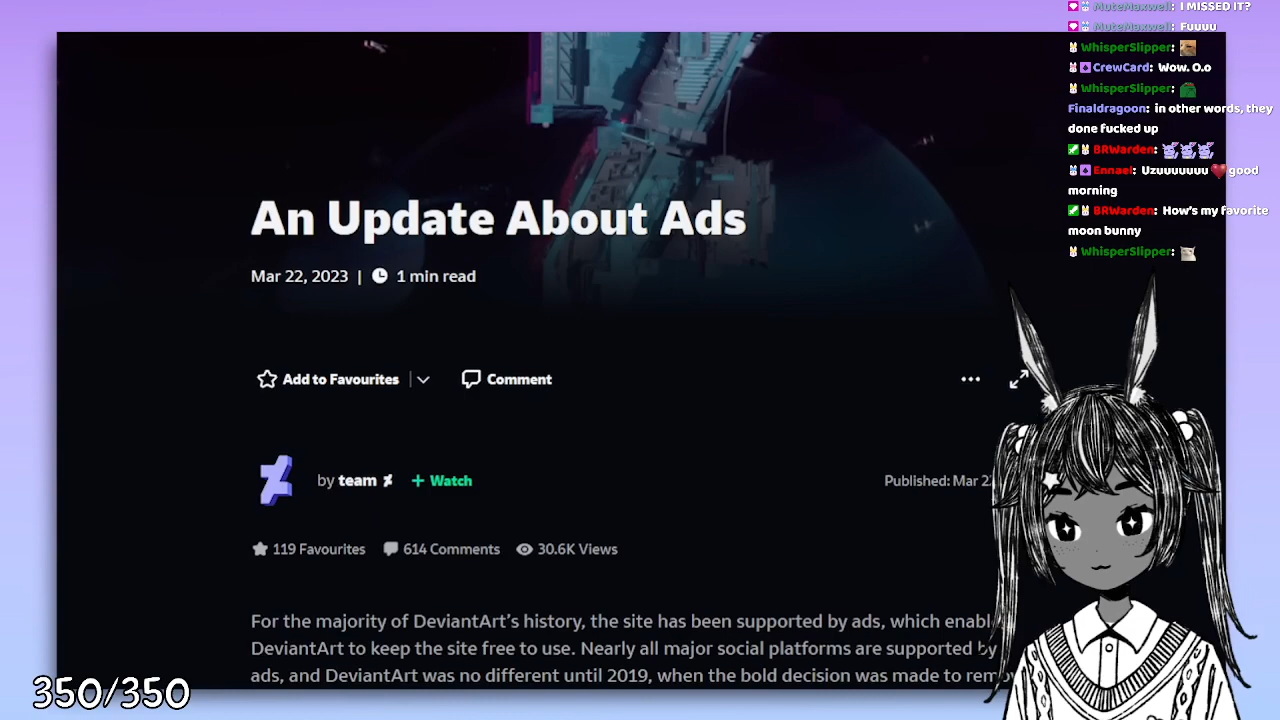 MuteMaxwell: I MISSED IT?
MuteMaxwell: Fuuuu
WhisperSlipper:
CrewCard: Wow. O.o
WhisperSlipper:
Finaldragoon: in other words, they
done fucked up
BRWarden:
Ennael: Uzuuuuuuu good
morning
BRWarden: How's my favorite
moon bunny
WhisperSlipper:
An Update About Ads
Mar 22, 2023 | 1 min read
Add to Favourites | Comment
by team + Watch
Published: Mar
119 Favourites 614 Comments 30.6K Views
For the majority of DeviantArt's history, the site has been supported by ads, which
DeviantArt to keep the site free to use. Nearly all major social platforms are supported by
ads, and DeviantArt was no different until 2019, when the bold decision was made to
350/350